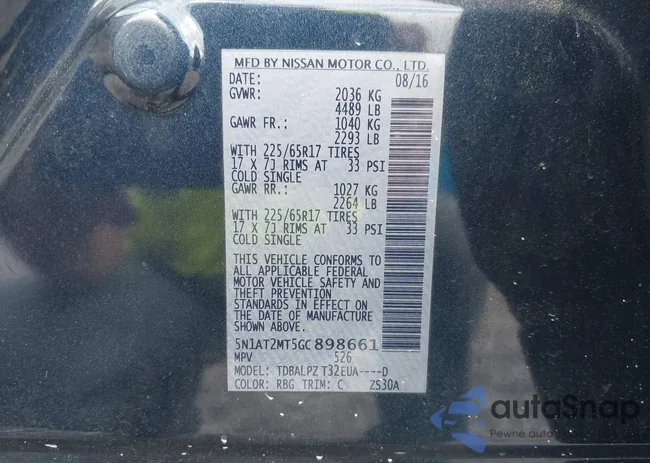 MFD BY NISSAN MOTOR CO., LTD.
DATE: 08/16
GVWR: 2036 KG
4489 LB
GAWR FR.: 1040 KG
2293 LB
WITH 225/65R17 TIRES
17 X 7J RIMS AT 33 PSI
COLD SINGLE
GAWR RR.: 1027 KG
2264 LB
WITH 225/65R17 TIRES
17 X 7J RIMS AT 33 PSI
COLD SINGLE
THIS VEHICLE CONFORMS TO
ALL APPLICABLE FEDERAL
MOTOR VEHICLE SAFETY AND
THEFT PREVENTION
STANDARDS IN EFFECT ON
THE DATE OF MANUFACTURE
SHOWN ABOVE.
5N1AT2MT5GC898661
MPV 526
MODEL: TDBALPZ T32EUA----D
COLOR: RBG TRIM: C ZS30A
autoSnap
Pewne auto